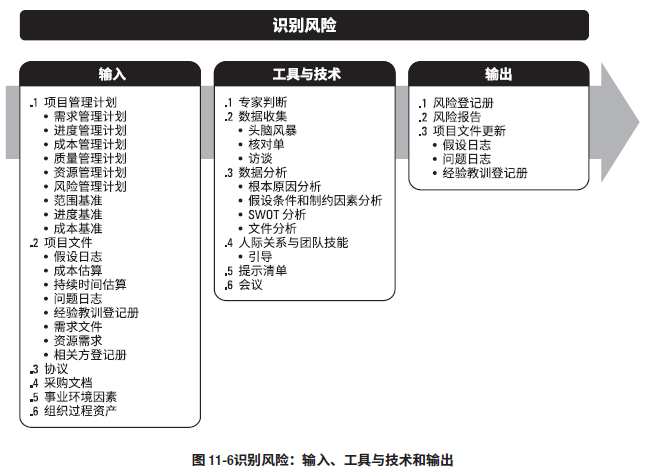 识别风险
输入
.1 项目管理计划
• 需求管理计划
• 进度管理计划
• 成本管理计划
• 质量管理计划
• 资源管理计划
• 风险管理计划
• 范围基准
• 进度基准
• 成本基准
.2 项目文件
• 假设日志
• 成本估算
• 持续时间估算
• 问题日志
• 经验教训登记册
• 需求文件
• 资源需求
• 相关方登记册
.3 协议
.4 采购文档
.5 事业环境因素
.6 组织过程资产
工具与技术
.1 专家判断
.2 数据收集
• 头脑风暴
• 核对单
• 访谈
.3 数据分析
• 根本原因分析
• 假设条件和制约因素分析
• SWOT 分析
• 文件分析
.4 人际关系与团队技能
• 引导
.5 提示清单
.6 会议
输出
.1 风险登记册
.2 风险报告
.3 项目文件更新
• 假设日志
• 问题日志
• 经验教训登记册
图 11-6识别风险：输入、工具与技术和输出